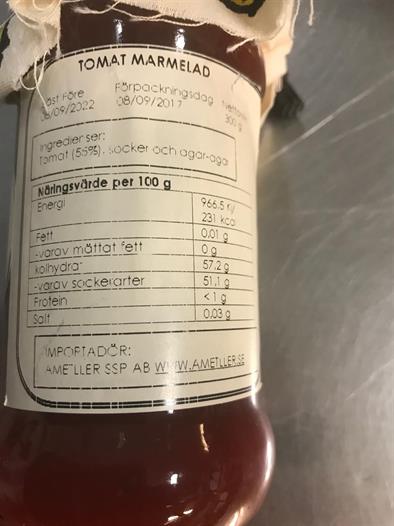 TOMAT MARMELAD
Bäst Före Förpackningsdag
08/09/2022 08/09/2017 300 g
Ingredienser:
Tomat (55%), socker och agar-agar
Näringsvärde per 100 g
Energi 966,5 Kj/
231 kcal
Fett 0,01 g
-varav mättat fett 0 g
kolhydrat 57,2 g
-varav sockerarter 51,1 g
Protein < 1 g
Salt 0,03 g
IMPORTADÖR:
AMETLLER SSP AB WWW.AMETLLER.SE